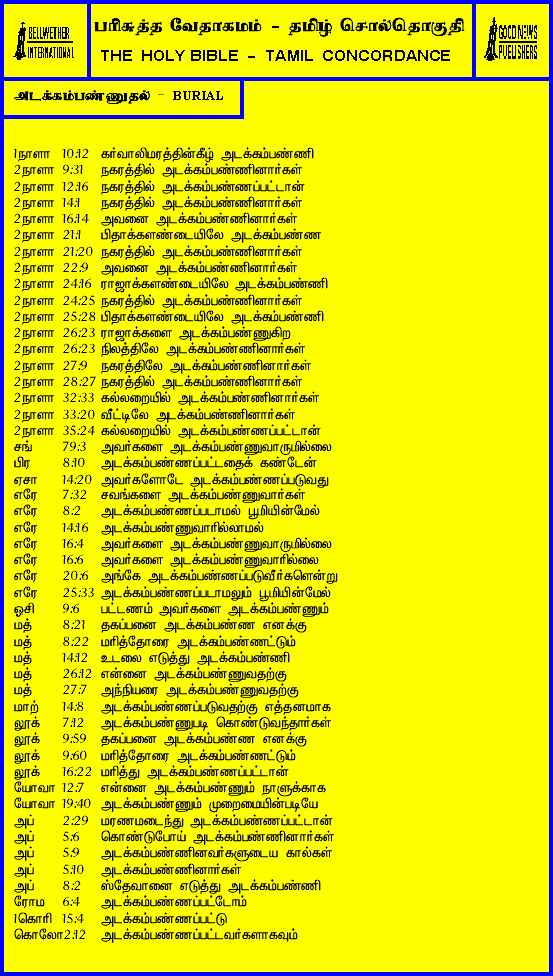 BELLWETHER INTERNATIONAL
பரிசுத்த வேதாகமம் - தமிழ் சொல்தொகுதி
THE HOLY BIBLE - TAMIL CONCORDANCE
GOOD NEWS PUBLISHERS
அடக்கம்பண்ணுதல் - BURIAL
1நாளா 10:12 கர்வாலிமரத்தின்கீழ் அடக்கம்பண்ணி
2நாளா 9:31 நகரத்தில் அடக்கம்பண்ணினார்கள்
2நாளா 12:16 நகரத்தில் அடக்கம்பண்ணப்பட்டான்
2நாளா 14:1 நகரத்தில் அடக்கம்பண்ணினார்கள்
2நாளா 16:14 அவனை அடக்கம்பண்ணினார்கள்
2நாளா 21:1 பிதாக்களண்டையிலே அடக்கம்பண்ண
2நாளா 21:20 நகரத்தில் அடக்கம்பண்ணினார்கள்
2நாளா 22:9 அவனை அடக்கம்பண்ணினார்கள்
2நாளா 24:16 ராஜாக்களண்டையிலே அடக்கம்பண்ணி
2நாளா 24:25 நகரத்தில் அடக்கம்பண்ணினார்கள்
2நாளா 25:28 பிதாக்களண்டையிலே அடக்கம்பண்ணி
2நாளா 26:23 ராஜாக்களை அடக்கம்பண்ணுகிற
2நாளா 26:23 நிலத்திலே அடக்கம்பண்ணினார்கள்
2நாளா 27:9 நகரத்திலே அடக்கம்பண்ணினார்கள்
2நாளா 28:27 நகரத்தில் அடக்கம்பண்ணினார்கள்
2நாளா 32:33 கல்லறையில் அடக்கம்பண்ணினார்கள்
2நாளா 33:20 வீட்டிலே அடக்கம்பண்ணினார்கள்
2நாளா 35:24 கல்லறையில் அடக்கம்பண்ணப்பட்டான்
சங் 79:3 அவர்களை அடக்கம்பண்ணுவாருமில்லை
பிர 8:10 அடக்கம்பண்ணப்பட்டதைக் கண்டேன்
ஏசா 14:20 அவர்களோடே அடக்கம்பண்ணப்படுவது
எரே 7:32 சவங்களை அடக்கம்பண்ணுவார்கள்
எரே 8:2 அடக்கம்பண்ணப்படாமல் பூமியின்மேல்
எரே 14:16 அடக்கம்பண்ணுவாரில்லாமல்
எரே 16:4 அவர்களை அடக்கம்பண்ணுவாருமில்லை
எரே 16:6 அவர்களை அடக்கம்பண்ணுவாரில்லை
எரே 20:6 அங்கே அடக்கம்பண்ணப்படுவீர்களென்று
எரே 25:33 அடக்கம்பண்ணப்படாமலும் பூமியின்மேல்
ஓசி 9:6 பட்டணம் அவர்களை அடக்கம்பண்ணும்
மத் 8:21 தகப்பனை அடக்கம்பண்ண எனக்கு
மத் 8:22 மரித்தோரை அடக்கம்பண்ணட்டும்
மத் 14:12 உடலை எடுத்து அடக்கம்பண்ணி
மத் 26:12 என்னை அடக்கம்பண்ணுவதற்கு
மத் 27:7 அந்நியரை அடக்கம்பண்ணுவதற்கு
மாற் 14:8 அடக்கம்பண்ணப்படுவதற்கு எத்தனமாக
லூக் 7:12 அடக்கம்பண்ணும்படி கொண்டுவந்தார்கள்
லூக் 9:59 தகப்பனை அடக்கம்பண்ண எனக்கு
லூக் 9:60 மரித்தோரை அடக்கம்பண்ணட்டும்
லூக் 16:22 மரித்து அடக்கம்பண்ணப்பட்டான்
யோவா 12:7 என்னை அடக்கம்பண்ணும் நாளுக்காக
யோவா 19:40 அடக்கம்பண்ணும் முறைமையின்படியே
அப் 2:29 மரணமடைந்து அடக்கம்பண்ணப்பட்டான்
அப் 5:6 கொண்டுபோய் அடக்கம்பண்ணினார்கள்
அப் 5:9 அடக்கம்பண்ணினவர்களுடைய கால்கள்
அப் 5:10 அடக்கம்பண்ணினார்கள்
அப் 8:2 ஸ்தேவானை எடுத்து அடக்கம்பண்ணி
ரோம 6:4 அடக்கம்பண்ணப்பட்டோம்
1கொரி 15:4 அடக்கம்பண்ணப்பட்டு
கொலோ2:12 அடக்கம்பண்ணப்பட்டவர்களாகவும்